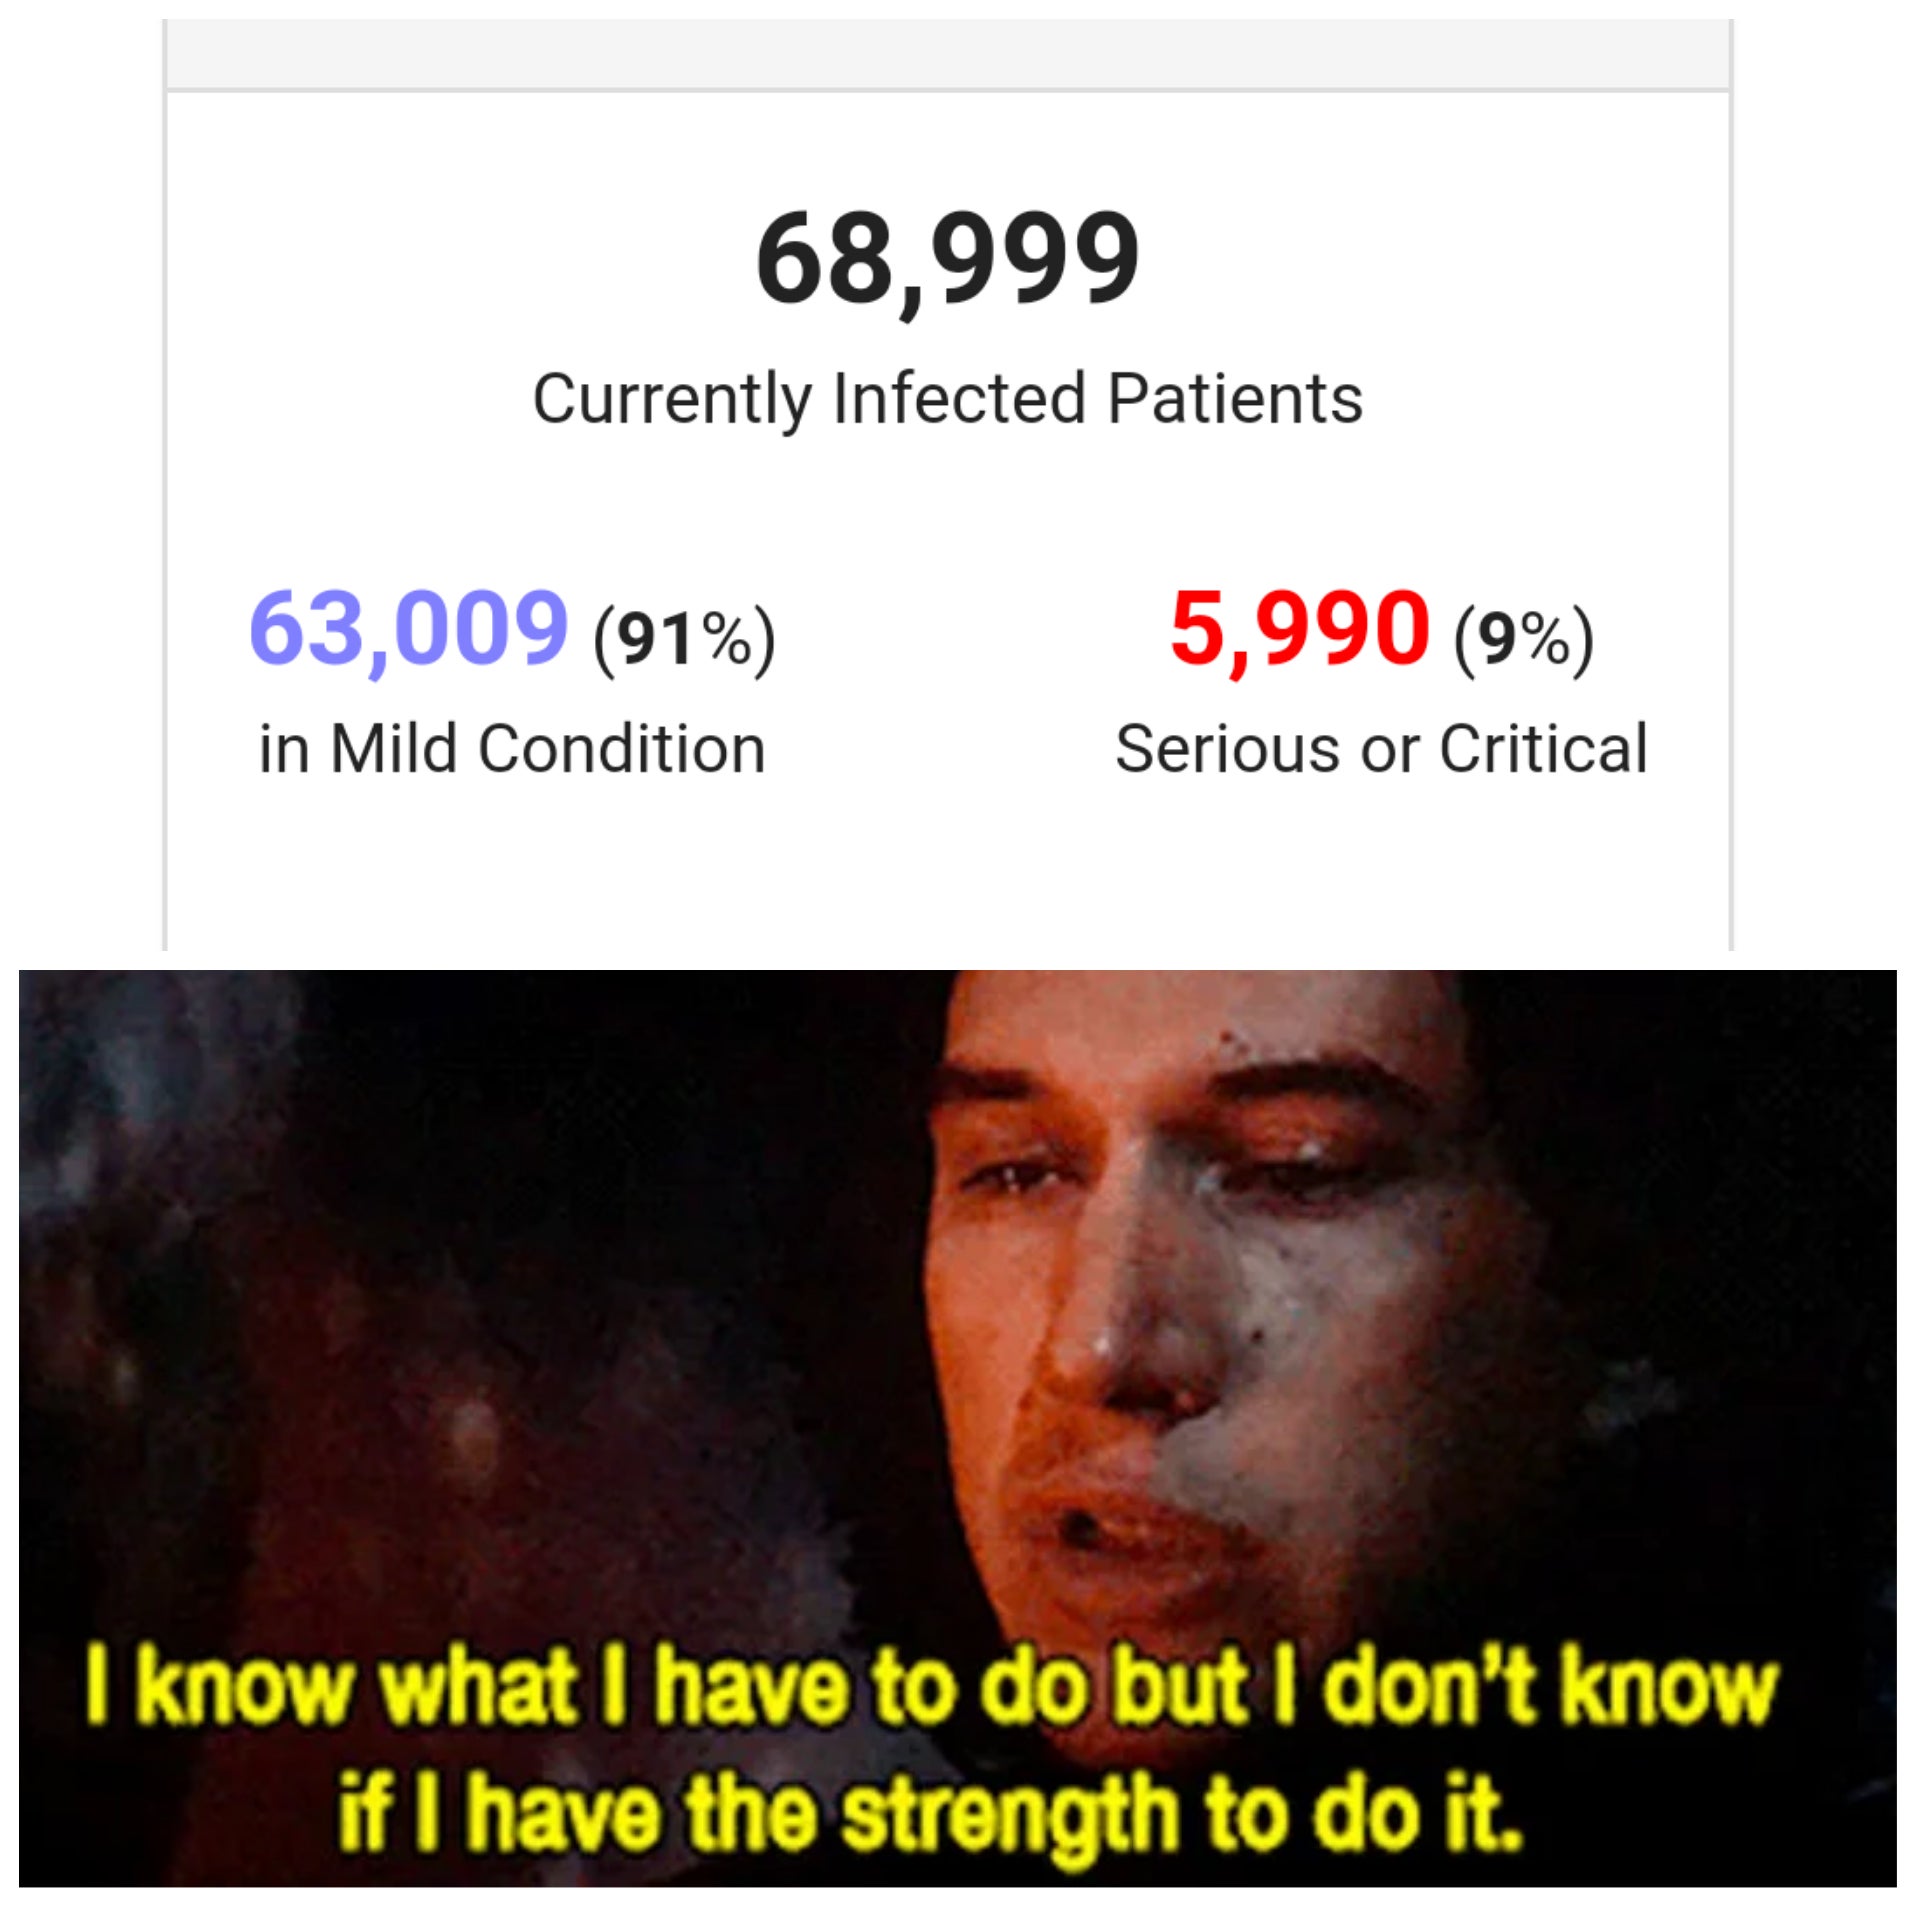 68,999
Currently Infected Patients
63,009 (91%)
5,990 (9%)
in Mild Condition
Serious or Critical
I know what I have to do but I don't know
if I have the strength to do it.